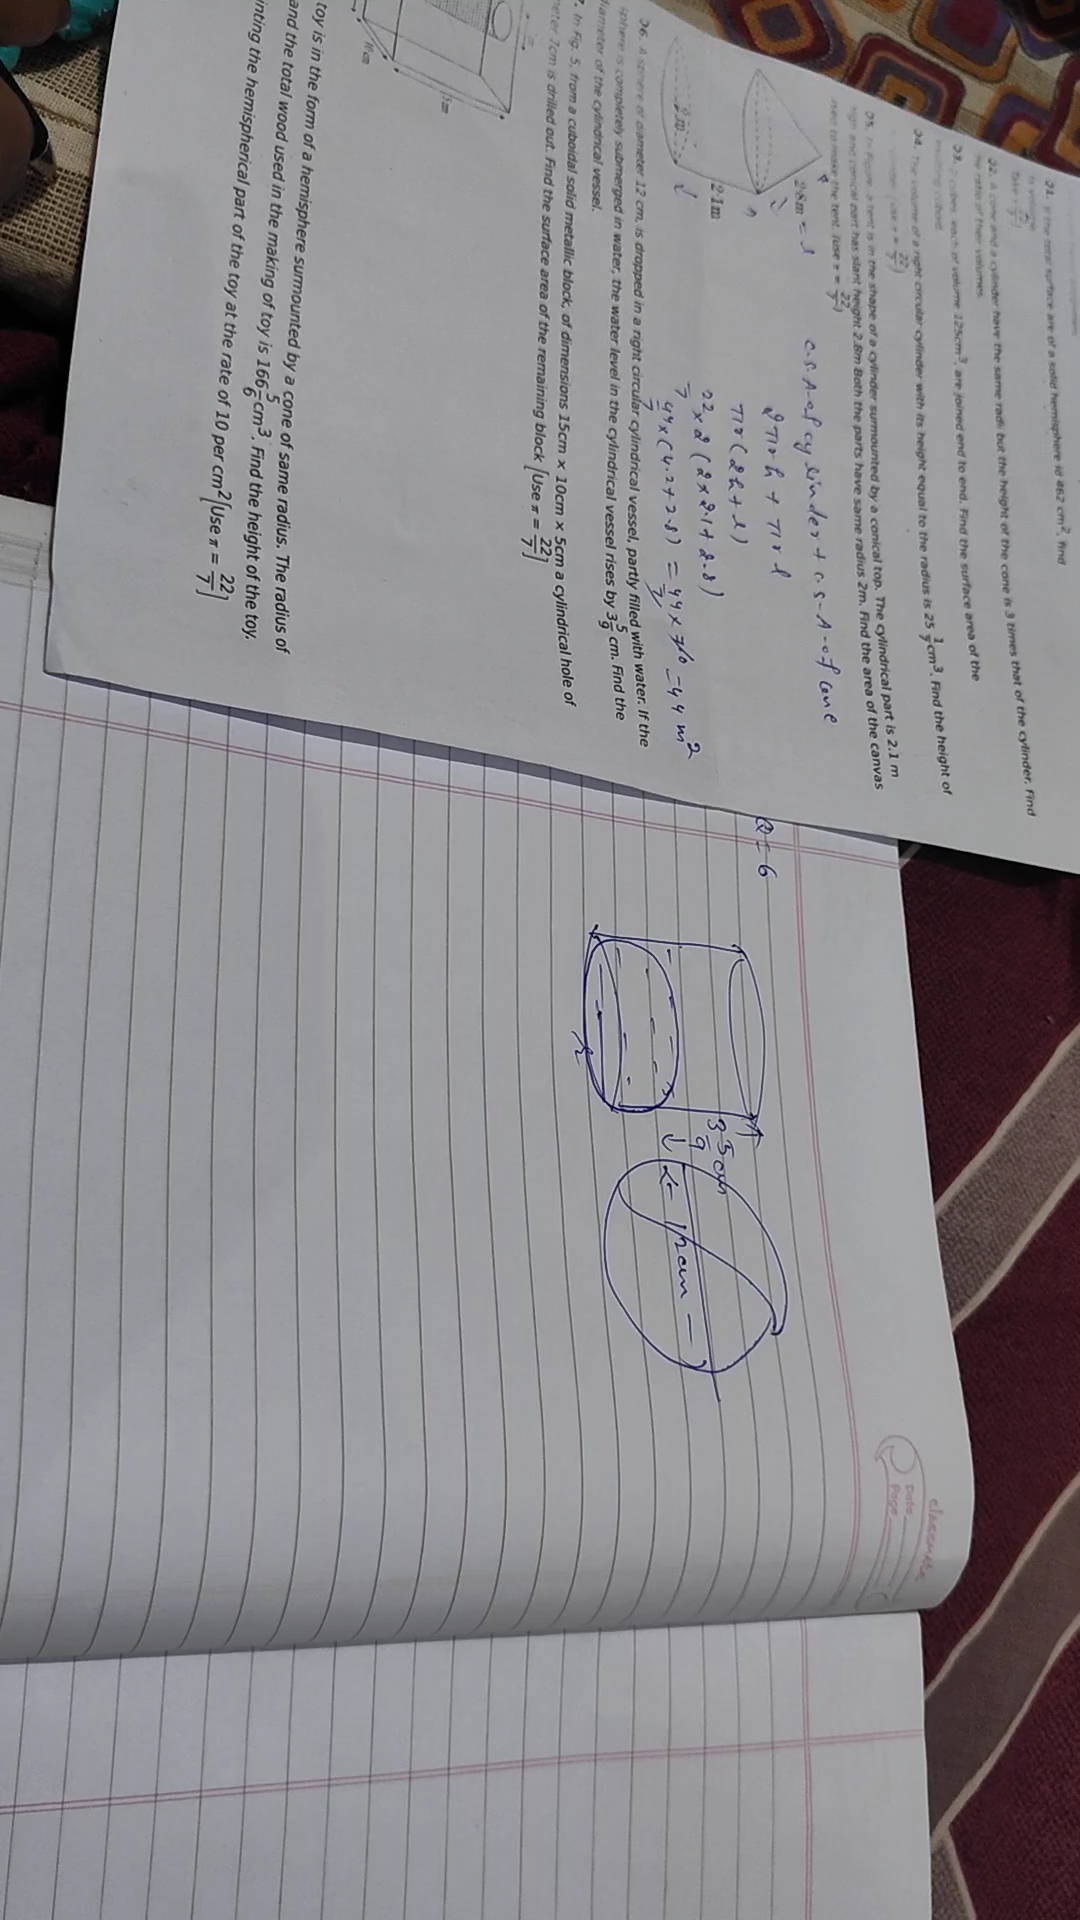 21. If the total surface are of a solid hemisphere id 462 cm², find
Take π = 22/7]
22. A cone and a cylinder have the same radii but the height of the cone is 3 times that of the cylinder. Find
the ratio of their volumes.
23. cubes, each of volume 125cm³, are joined end to end. Find the surface area of the
24. The volume of a right circular cylinder with its height equal to the radius is 25 1/7 cm³. Find the height of
25. In Figure, a tent is in the shape of a cylinder surmounted by a conical top. The cylindrical part is 2.1 m
high and conical part has slant height 2.8m Both the parts have same radius 2m. Find the area of the canvas
used to make the tent. (use π = 22/7)
2.8m = l
2.1m
C.S.A-of cylinder + C.S-A-of cone
2πrh + πrl
πr(2h+l)
22/7 × 2 (2×2.1+2.8)
44/7 × (4.2+2.8) = 44/7 × 7.0 = 44 m²
26. A sphere of diameter 12 cm, is dropped in a right circular cylindrical vessel, partly filled with water. If the
sphere is completely submerged in water, the water level in the cylindrical vessel rises by 3 5/9 cm. Find the
diameter of the cylindrical vessel.
7. In Fig. 5, from a cuboidal solid metallic block, of dimensions 15cm x 10cm x 5cm a cylindrical hole of
eter 7cm is drilled out. Find the surface area of the remaining block [Use π = 22/7]
toy is in the form of a hemisphere surmounted by a cone of same radius. The radius of
and the total wood used in the making of toy is 166 5/6 cm³. Find the height of the toy.
inting the hemispherical part of the toy at the rate of 10 per cm² [Use π = 22/7]
Q = 6
3 5/9 cm
classmate
Date
Page